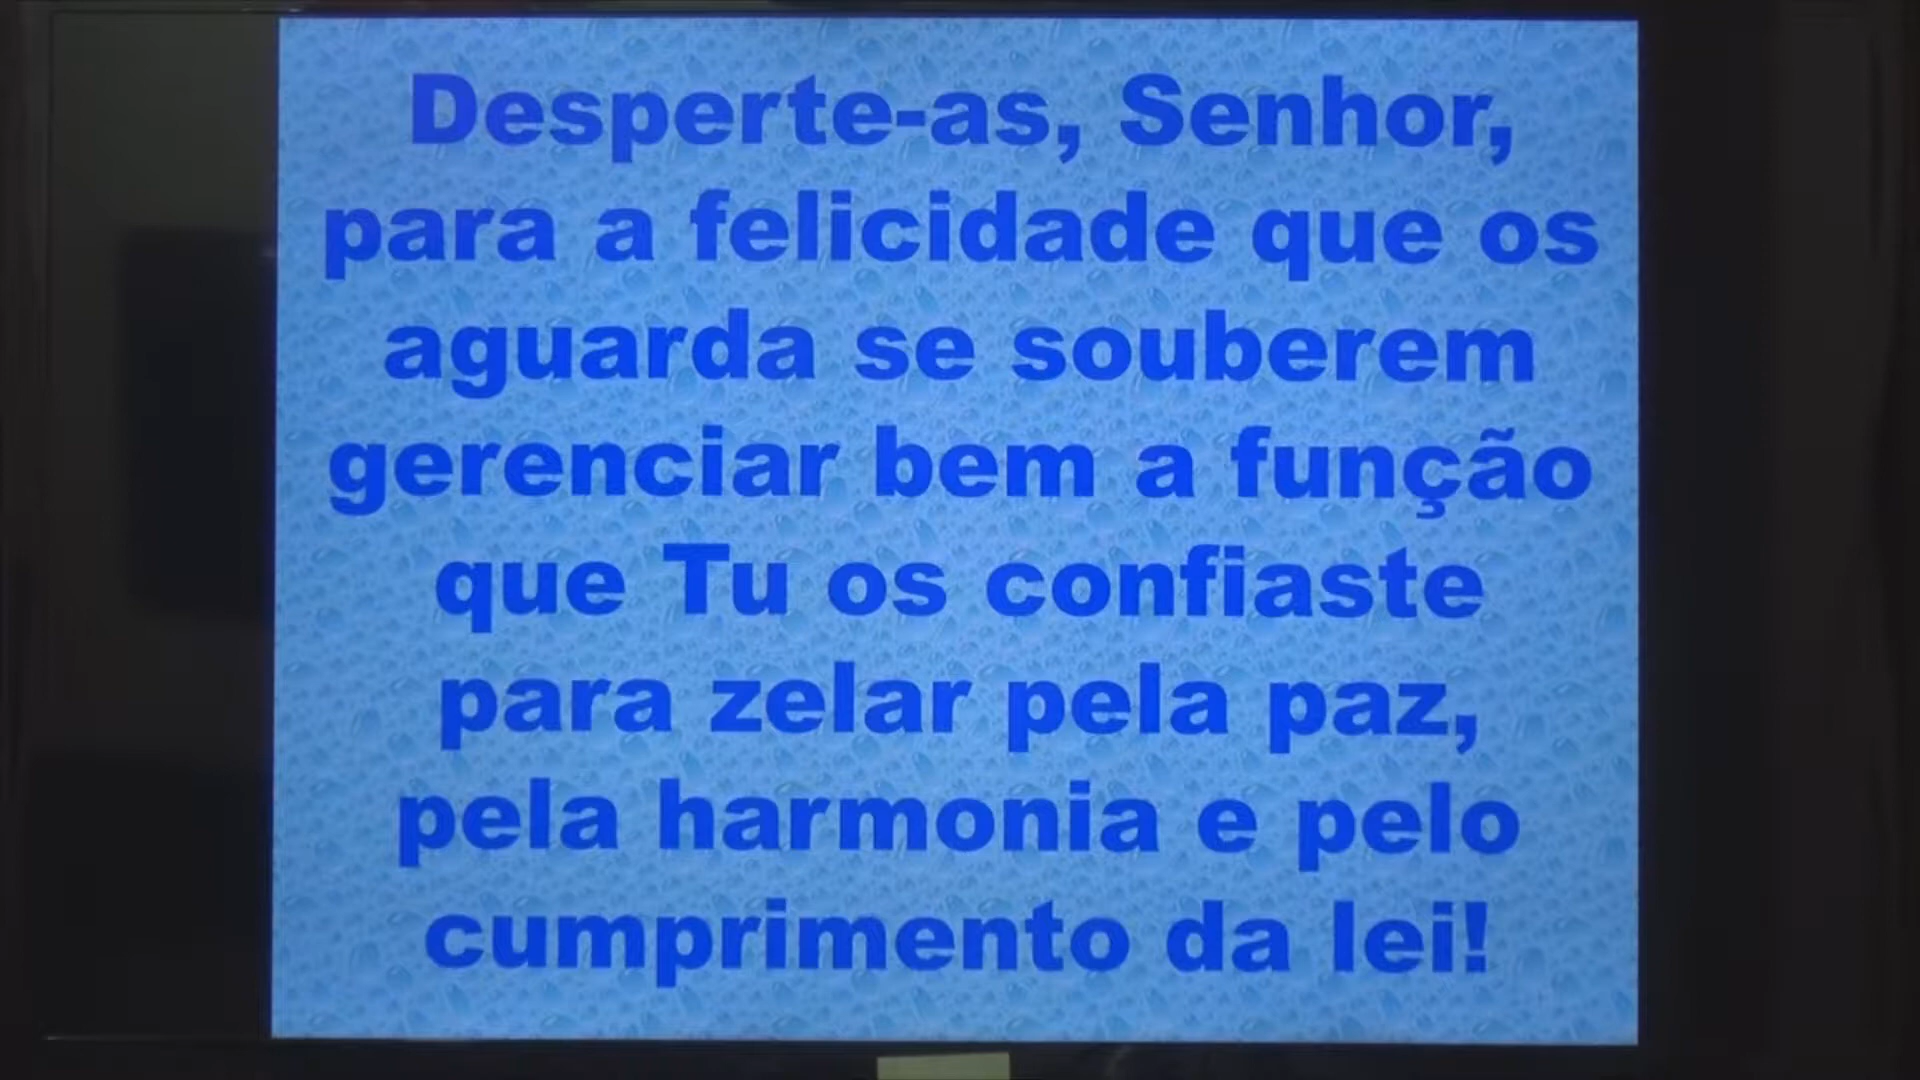 Desperte-as, Senhor,
para a felicidade que os
aguarda se souberem
gerenciar bem a função
que Tu os confiaste
para zelar pela paz,
pela harmonia e pelo
cumprimento da lei!